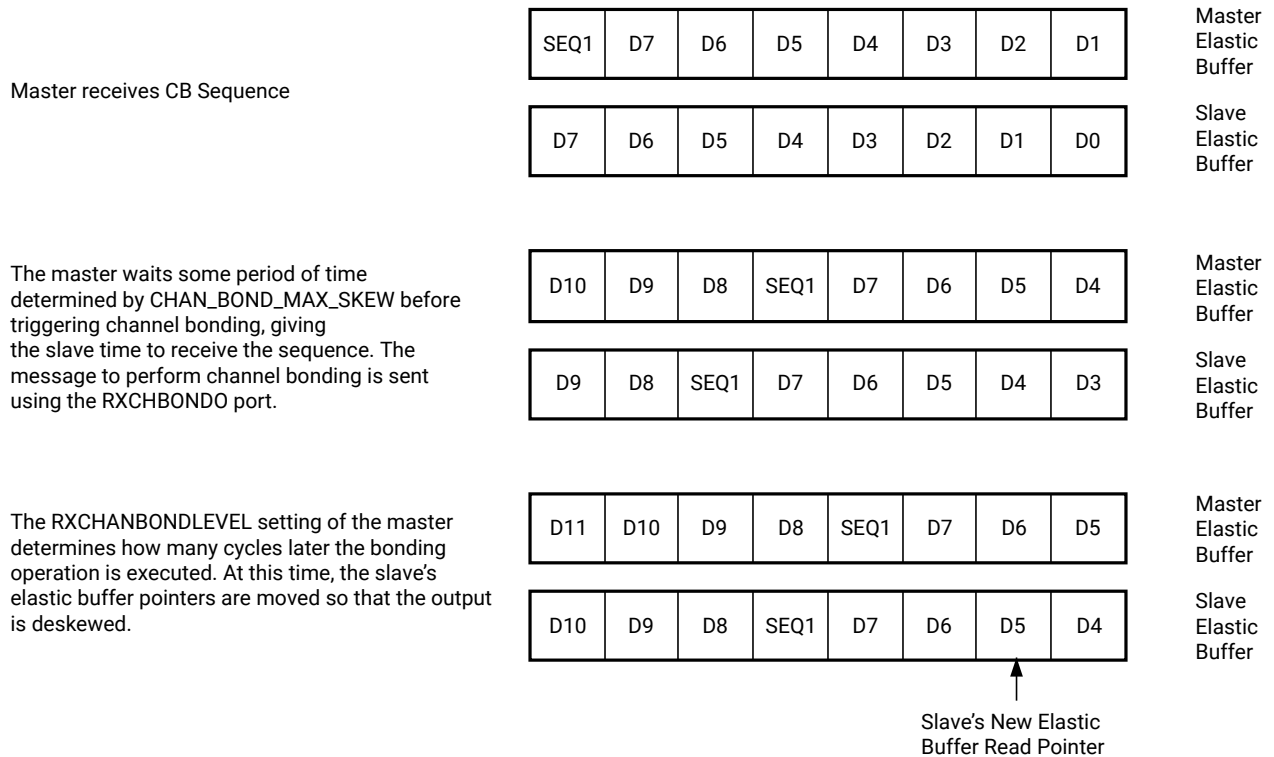 Master receives CB Sequence
SEQ1 D7 D6 D5 D4 D3 D2 D1
Master
Elastic
Buffer
D7 D6 D5 D4 D3 D2 D1 D0
Slave
Elastic
Buffer
The master waits some period of time
determined by CHAN_BOND_MAX_SKEW before
triggering channel bonding, giving
the slave time to receive the sequence. The
message to perform channel bonding is sent
using the RXCHBONDO port.
D10 D9 D8 SEQ1 D7 D6 D5 D4
Master
Elastic
Buffer
D9 D8 SEQ1 D7 D6 D5 D4 D3
Slave
Elastic
Buffer
The RXCHANBONDLEVEL setting of the master
determines how many cycles later the bonding
operation is executed. At this time, the slave's
elastic buffer pointers are moved so that the output
is deskewed.
D11 D10 D9 D8 SEQ1 D7 D6 D5
Master
Elastic
Buffer
D10 D9 D8 SEQ1 D7 D6 D5 D4
Slave
Elastic
Buffer
Slave's New Elastic
Buffer Read Pointer